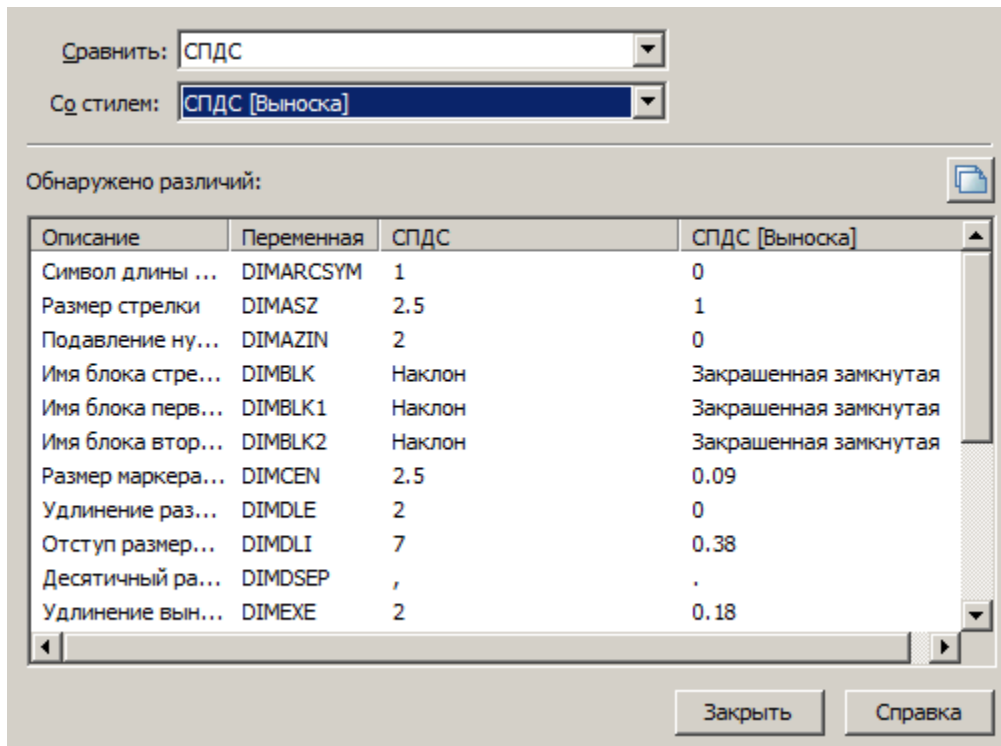 Сравнить: СПДС
Со стилем: СПДС [Выноска]
Обнаружено различий:
Описание Переменная СПДС СПДС [Выноска]
Символ длины ... DIMARCSYM 1 0
Размер стрелки DIMASZ 2.5 1
Подавление ну... DIMAZIN 2 0
Имя блока стре... DIMBLK Наклон Закрашенная замкнутая
Имя блока перв... DIMBLK1 Наклон Закрашенная замкнутая
Имя блока втор... DIMBLK2 Наклон Закрашенная замкнутая
Размер маркера... DIMCEN 2.5 0.09
Удлинение раз... DIMDLE 2 0
Отступ размер... DIMDLI 7 0.38
Десятичный ра... DIMDSEP , .
Удлинение вын... DIMEXE 2 0.18
Закрыть Справка